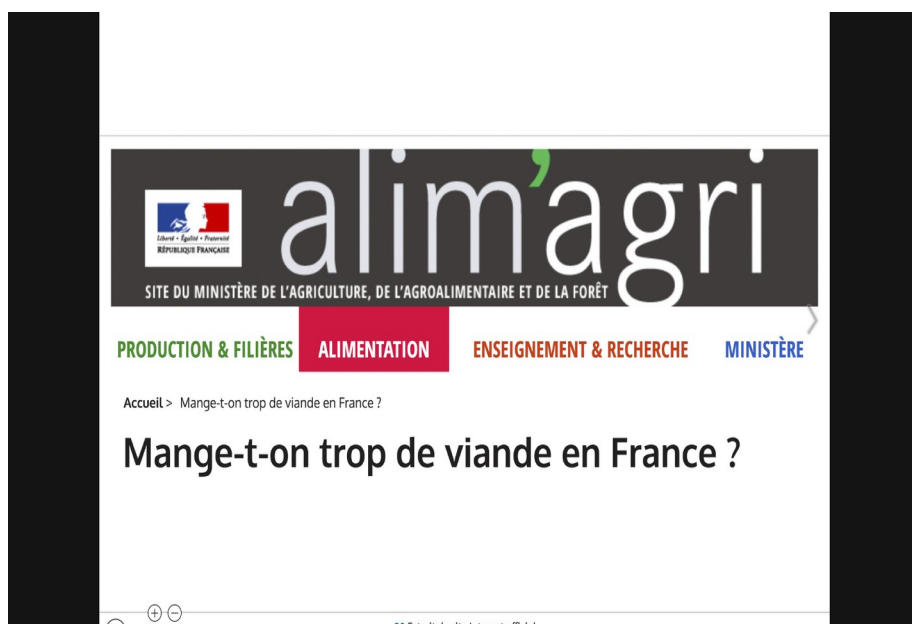 alim'agri
Liberté • Égalité • Fraternité
RÉPUBLIQUE FRANÇAISE
SITE DU MINISTÈRE DE L'AGRICULTURE, DE L'AGROALIMENTAIRE ET DE LA FORÊT
PRODUCTION & FILIÈRES ALIMENTATION ENSEIGNEMENT & RECHERCHE MINISTÈRE
Accueil > Mange-t-on trop de viande en France ?
Mange-t-on trop de viande en France ?